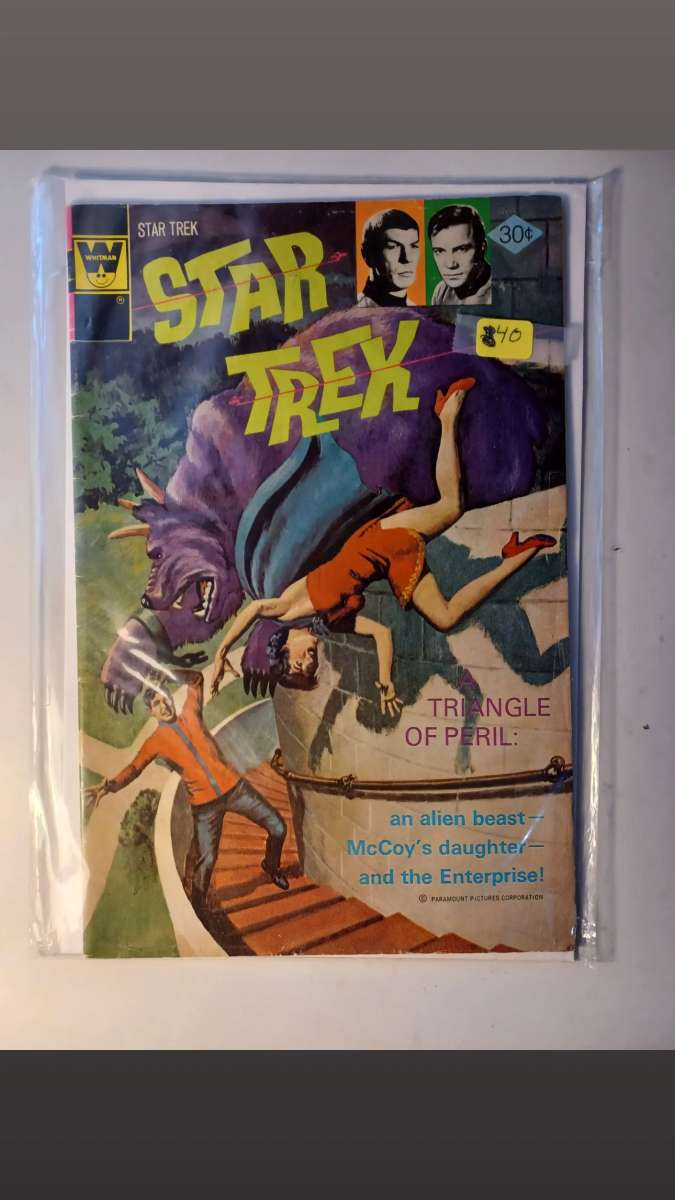 WHITMAN
®
STAR TREK
30¢
STAR
TREK
$40
A
TRIANGLE
OF PERIL:
an alien beast—
McCoy's daughter—
and the Enterprise!
© PARAMOUNT PICTURES CORPORATION